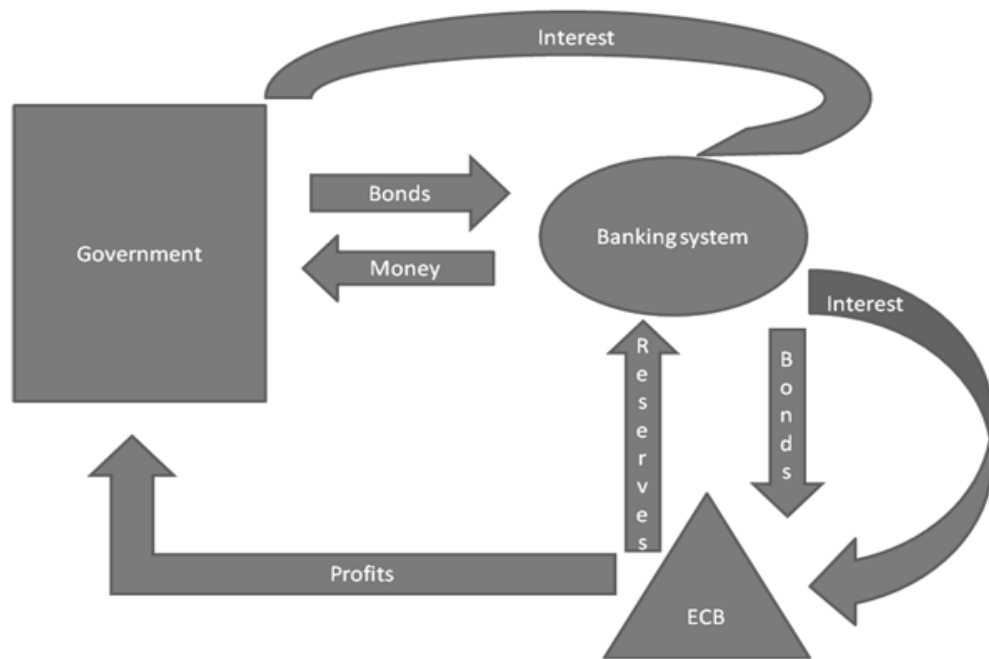 Interest
Bonds
Government
Banking system
Money
Interest
Reserves
Bonds
Profits
ECB